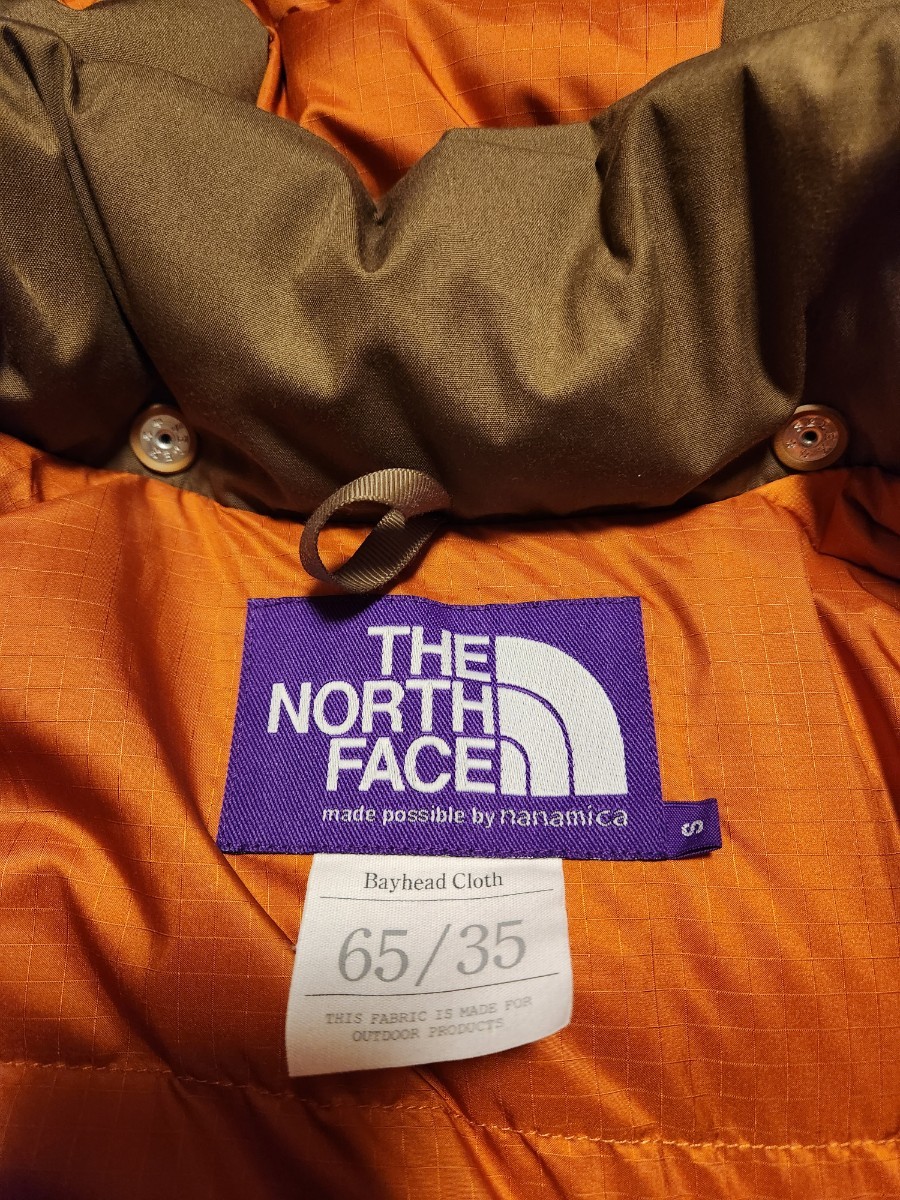 THE
NORTH
FACE
made possible by nanamica
S
Bayhead Cloth
65/35
THIS FABRIC IS MADE FOR
OUTDOOR PRODUCTS